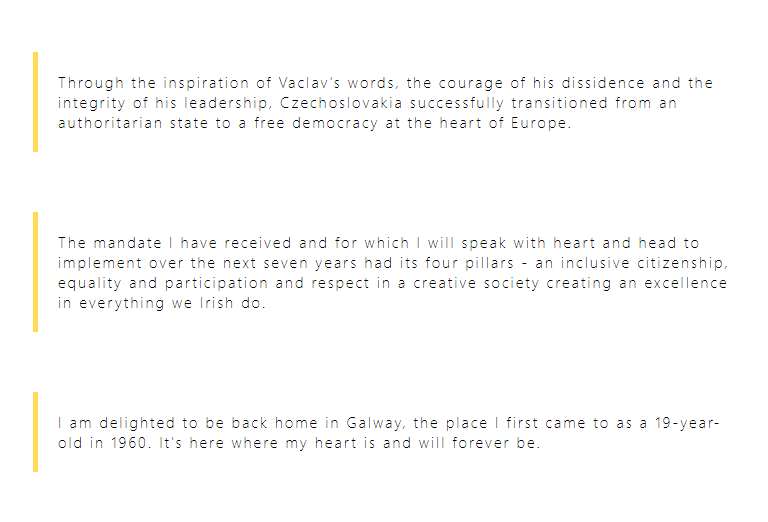 Through the inspiration of Vaclav's words, the courage of his dissidence and the
integrity of his leadership, Czechoslovakia successfully transitioned from an
authoritarian state to a free democracy at the heart of Europe.
The mandate I have received and for which I will speak with heart and head to
implement over the next seven years had its four pillars - an inclusive citizenship,
equality and participation and respect in a creative society creating an excellence
in everything we Irish do.
I am delighted to be back home in Galway, the place I first came to as a 19-year-
old in 1960. It's here where my heart is and will forever be.